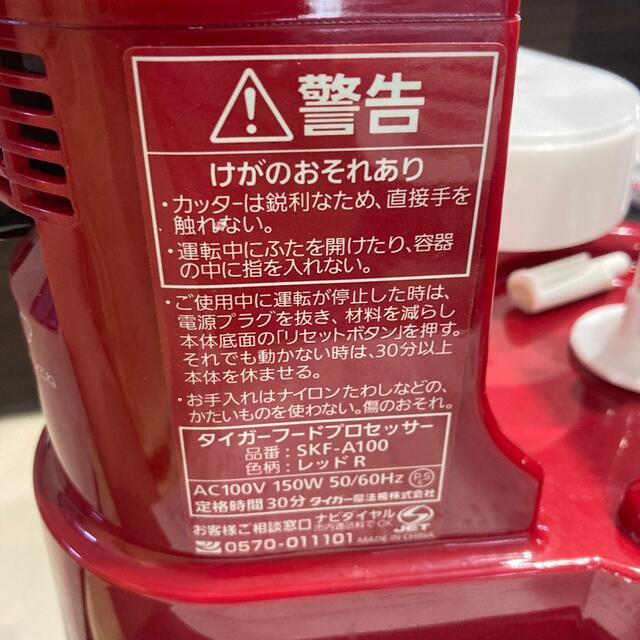 警告
けがのおそれあり
・カッターは鋭利なため、直接手を
触れない。
・運転中にふたを開けたり、容器
の中に指を入れない。
・ご使用中に運転が停止した時は、
電源プラグを抜き、材料を減らし
本体底面の「リセットボタン」を押す。
それでも動かない時は、30分以上
本体を休ませる。
・お手入れはナイロンたわしなどの、
かたいものを使わない。傷のおそれ。
タイガーフードプロセッサー
品番：SKF-A100
色柄：レッド R
AC100V 150W 50/60Hz PS
定格時間30分 タイガー魔法瓶株式会社
お客様ご相談窓口 ナビダイヤル 市内通話料でOK JET
0570-011101 MADE IN CHINA